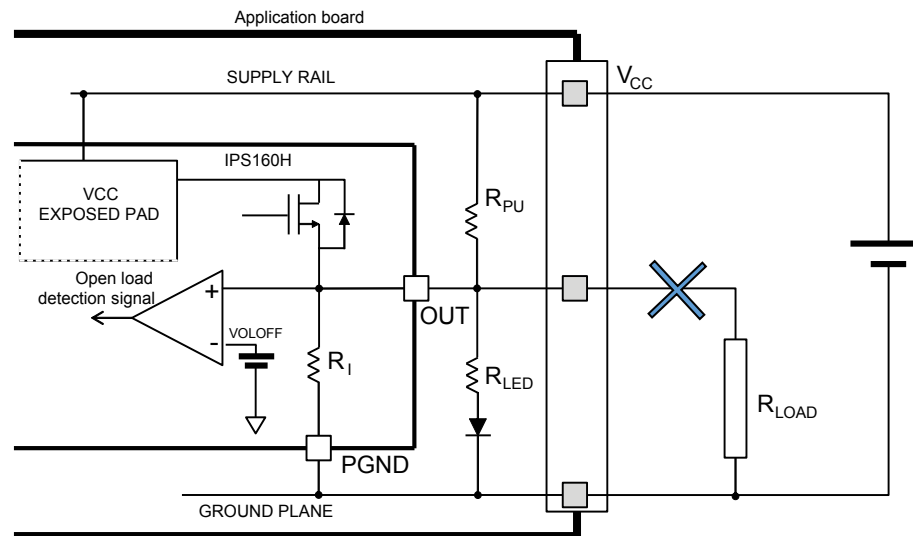 Application board
SUPPLY RAIL
VCC
IPS160H
VCC
EXPOSED PAD
RPU
Open load
detection signal
+
-
VOLOFF
OUT
RI
RLED
RLOAD
PGND
GROUND PLANE